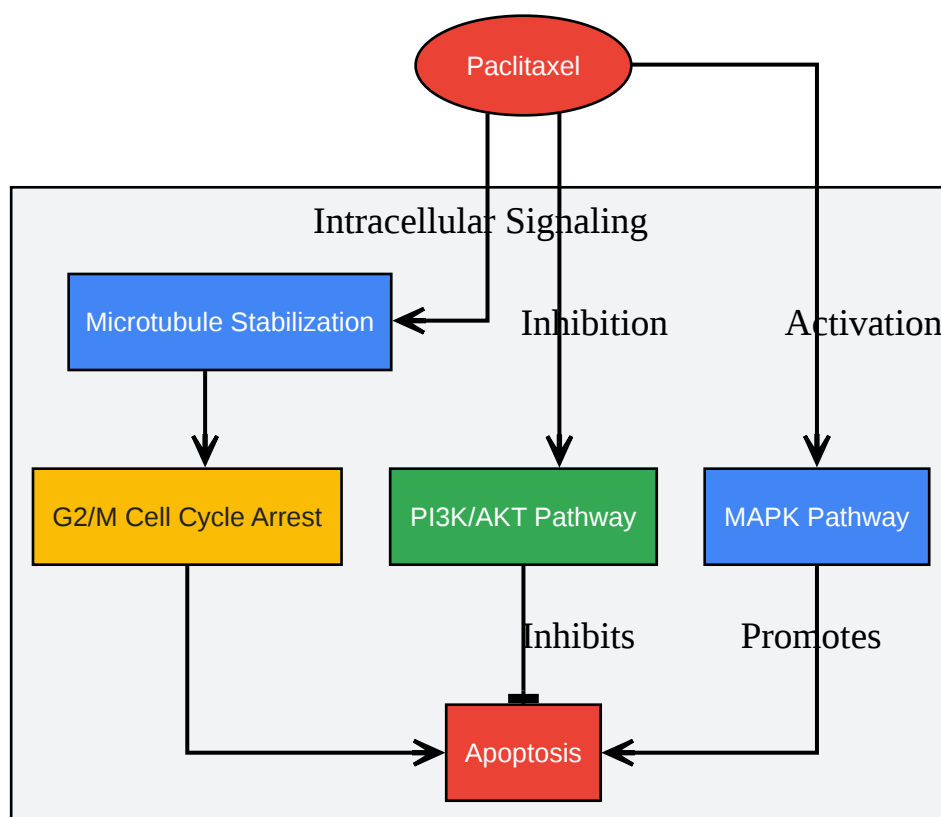 Paclitaxel
Intracellular Signaling
Microtubule Stabilization
Inhibition
Activation
G2/M Cell Cycle Arrest
PI3K/AKT Pathway
MAPK Pathway
Inhibits
Promotes
Apoptosis